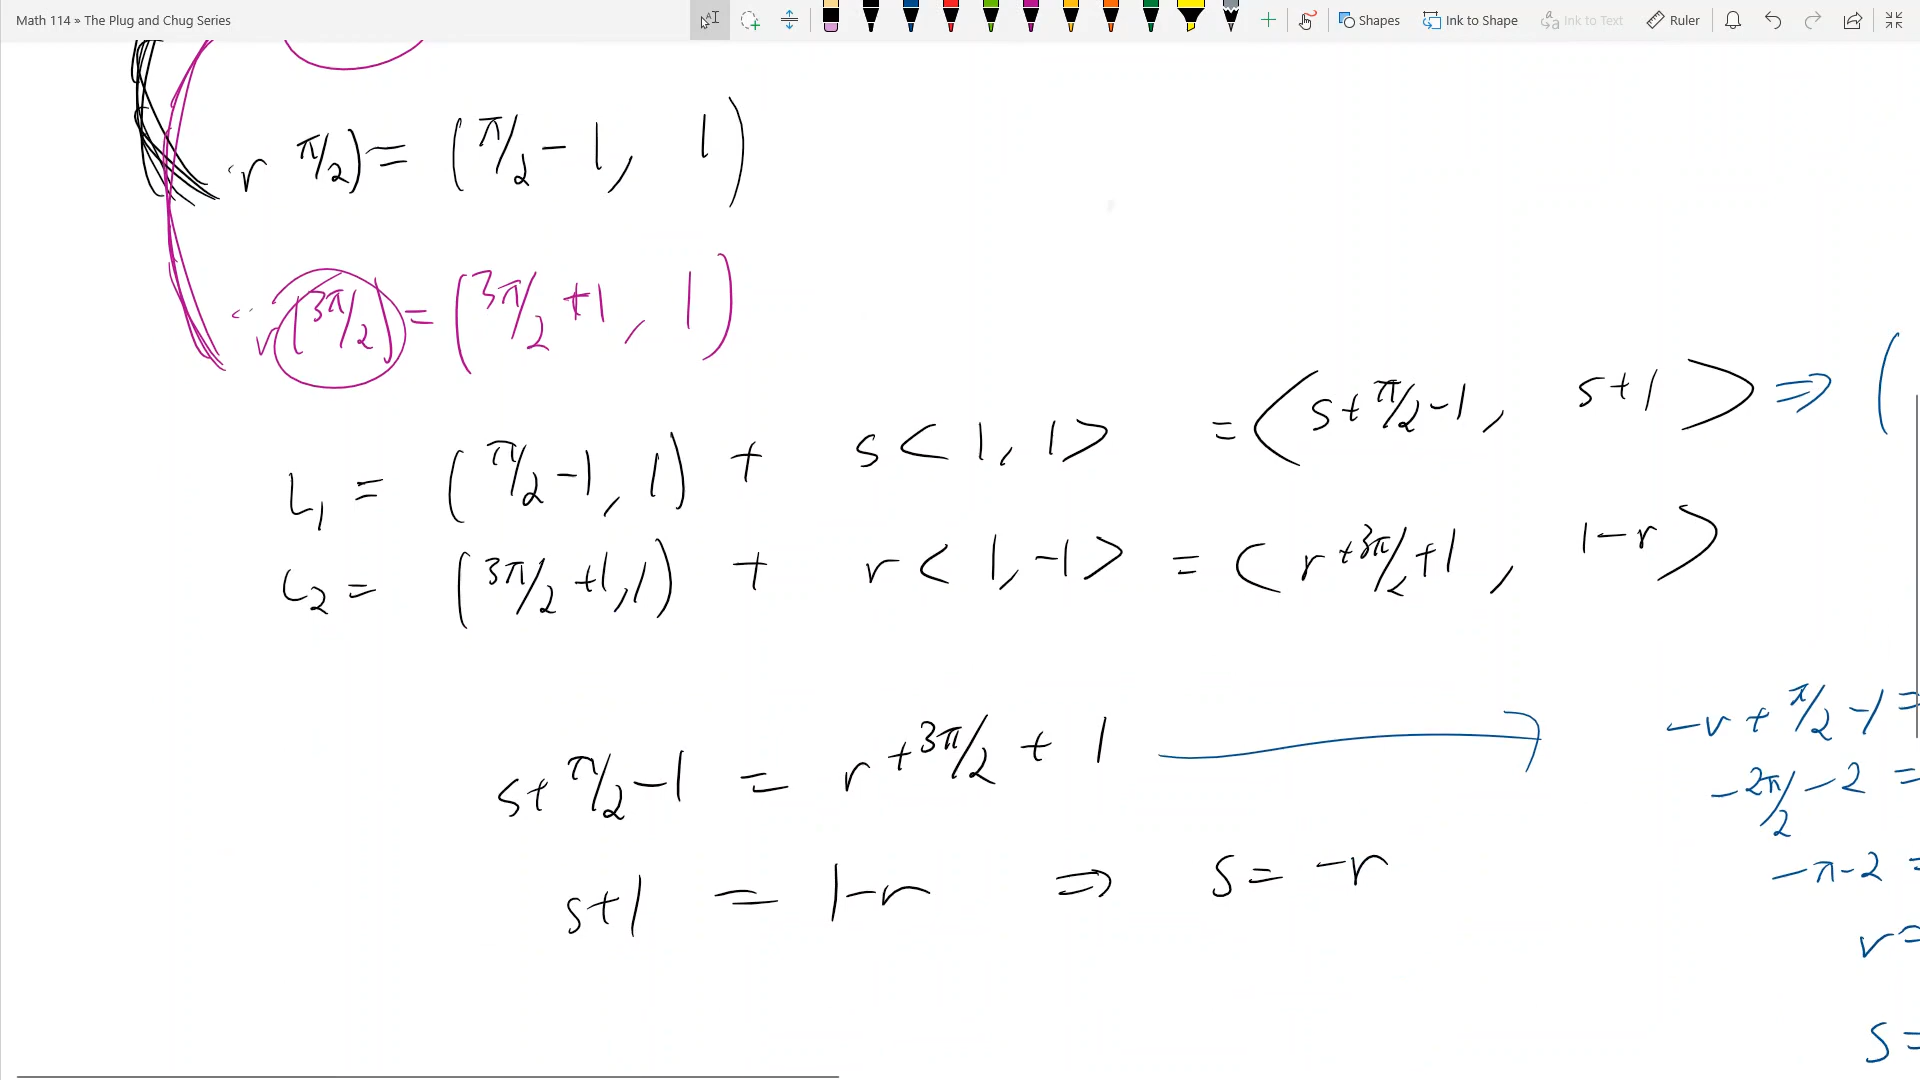 Math 114 » The Plug and Chug Series
Shapes
Ink to Shape
Ink to Text
Ruler
r π/2) = (π/2 - 1, 1)
r(3π/2) = (3π/2 + 1, 1)
L₁ = (π/2 - 1, 1) + s<1, 1> = <s + π/2 - 1, s + 1> ⇒ (
L₂ = (3π/2 + 1, 1) + r<1, -1> = <r + 3π/2 + 1, 1 - r>
s + π/2 - 1 = r + 3π/2 + 1
-r + π/2 - 1 =
-2π/2 - 2 =
s + 1 = 1 - r ⇒ s = -r
-π - 2 =
r =
s =